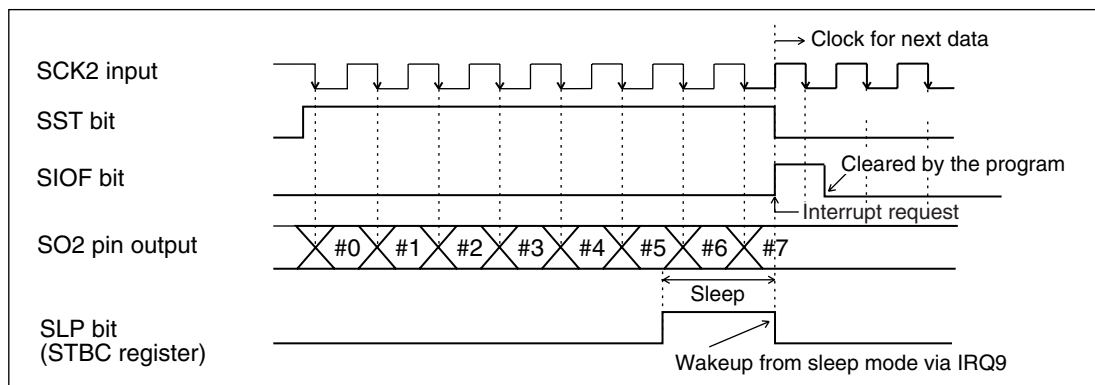 Clock for next data
SCK2 input
SST bit
SIOF bit
Cleared by the program
Interrupt request
SO2 pin output
#0 #1 #2 #3 #4 #5 #6 #7
Sleep
SLP bit
(STBC register)
Wakeup from sleep mode via IRQ9